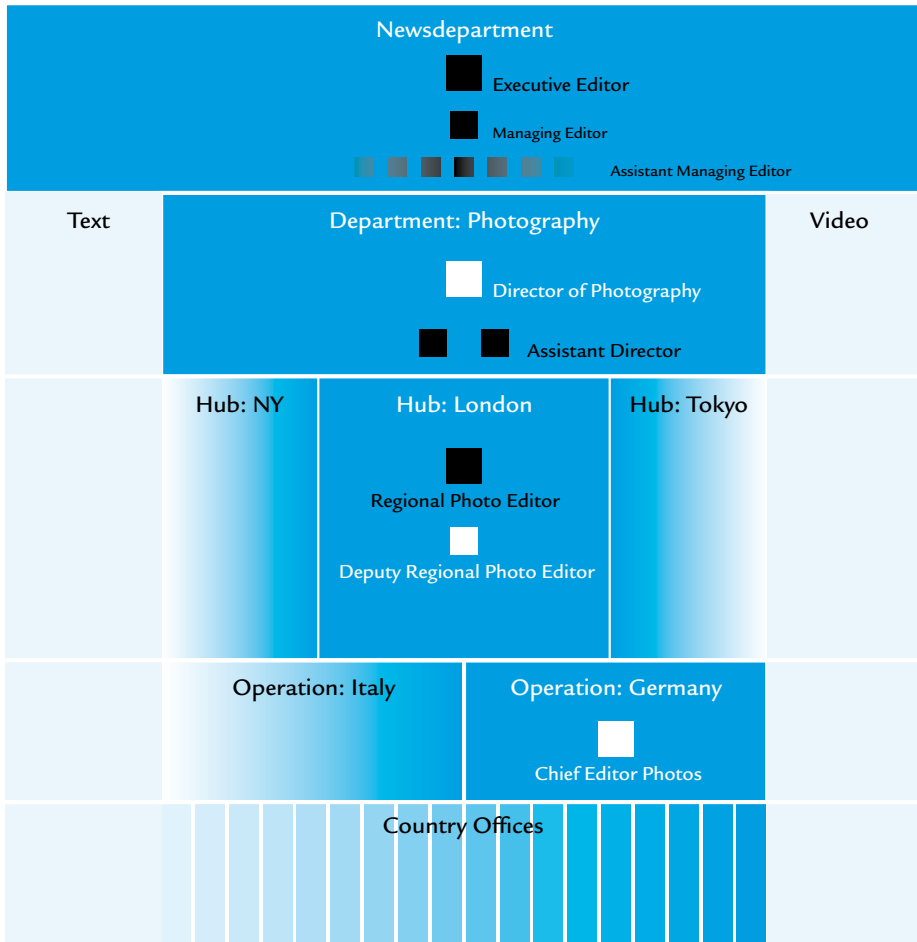 Newsdepartment
Executive Editor
Managing Editor
Assistant Managing Editor
Text
Department: Photography
Video
Director of Photography
Assistant Director
Hub: NY
Hub: London
Hub: Tokyo
Regional Photo Editor
Deputy Regional Photo Editor
Operation: Italy
Operation: Germany
Chief Editor Photos
Country Offices